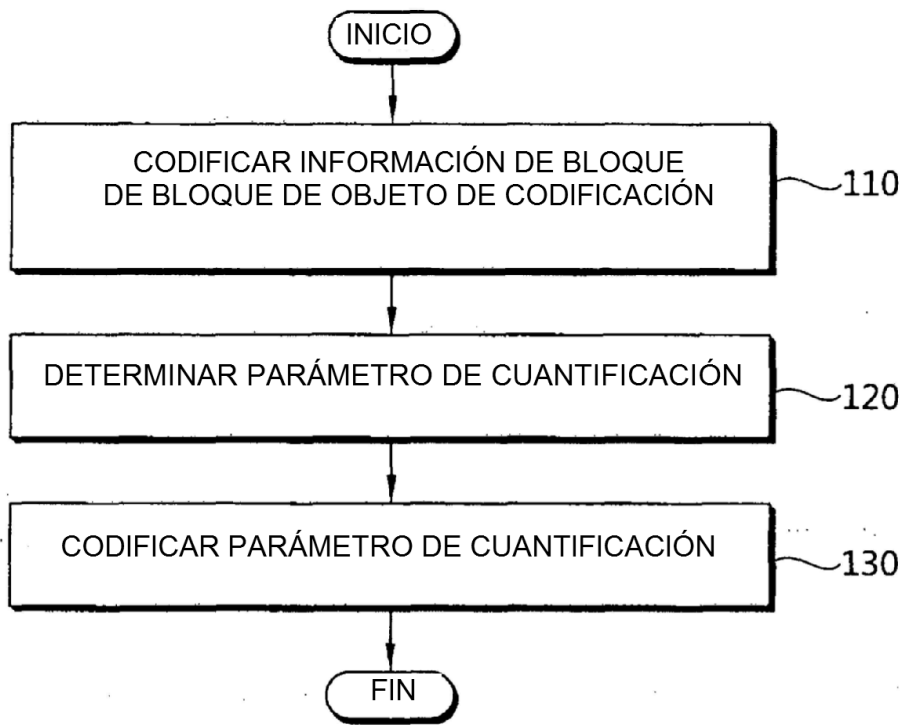 INICIO
CODIFICAR INFORMACIÓN DE BLOQUE
DE BLOQUE DE OBJETO DE CODIFICACIÓN
110
DETERMINAR PARÁMETRO DE CUANTIFICACIÓN
120
CODIFICAR PARÁMETRO DE CUANTIFICACIÓN
130
FIN